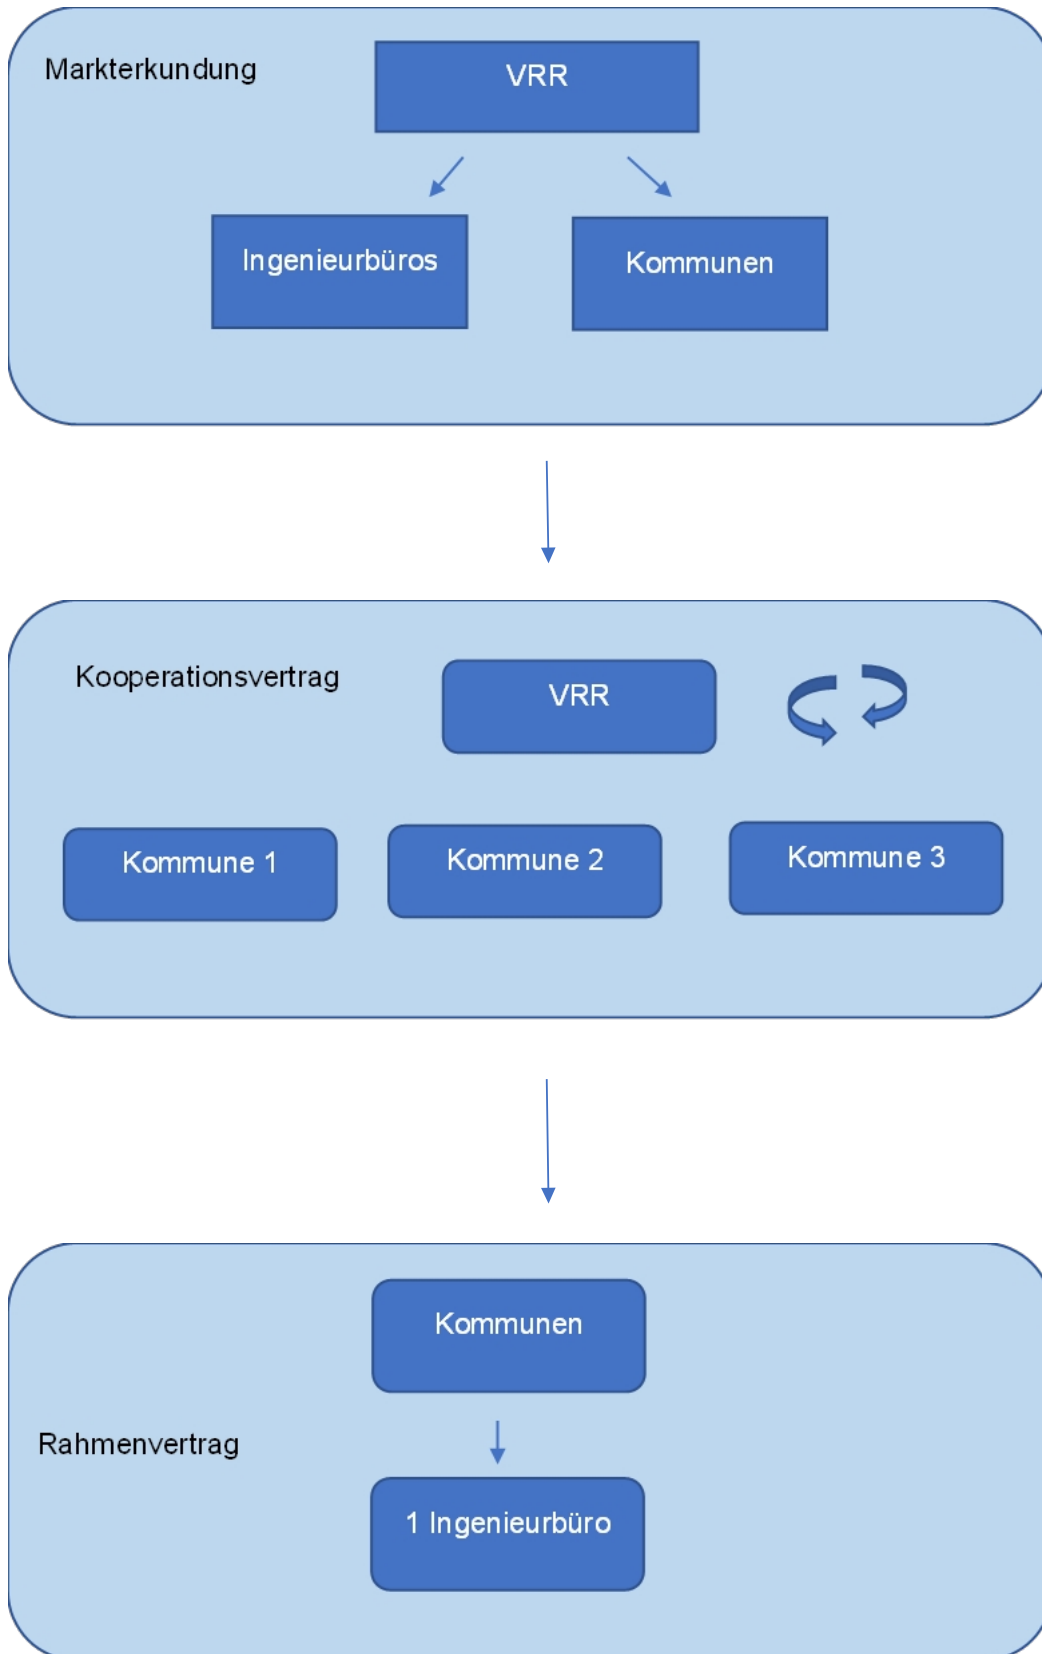 Markterkundung
VRR
Ingenieurbüros
Kommunen
Kooperationsvertrag
VRR
Kommune 1
Kommune 2
Kommune 3
Kommunen
Rahmenvertrag
1 Ingenieurbüro